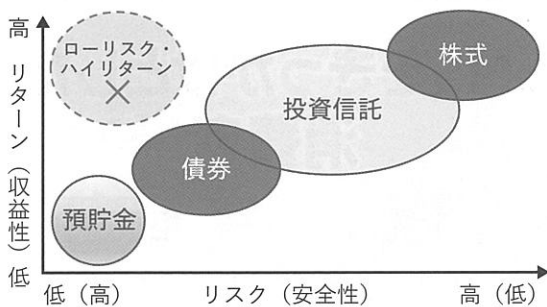 高
リターン（収益性）
低
ローリスク・
ハイリターン
×
株式
投資信託
債券
預貯金
低（高）
リスク（安全性）
高（低）